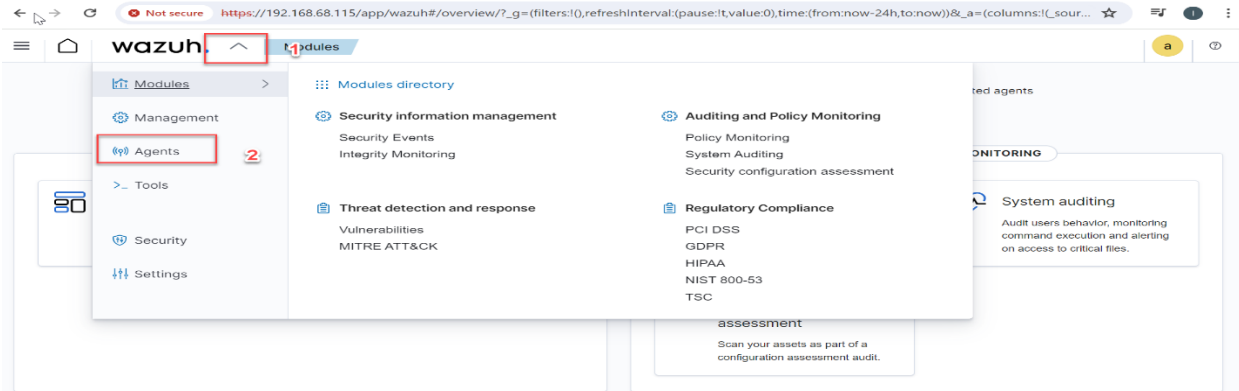 Not secure https://192.168.68.115/app/wazuh#/overview/?_g=(filters:!(),refreshInterval:(pause:!t,value:0),time:(from:now-24h,to:now))&_a=(columns:!(_sour...
wazuh. 1 Modules a
Modules
Management
Agents 2
Tools
Security
Settings
Modules directory
Security information management
Security Events
Integrity Monitoring
Threat detection and response
Vulnerabilities
MITRE ATT&CK
Auditing and Policy Monitoring
Policy Monitoring
System Auditing
Security configuration assessment
Regulatory Compliance
PCI DSS
GDPR
HIPAA
NIST 800-53
TSC
agents
System auditing
Audit users behavior, monitoring
command execution and alerting
on access to critical files.
assessment
Scan your assets as part of a
configuration assessment audit.